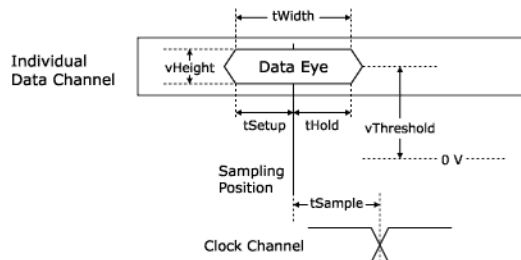 tWidth
Individual
Data Channel
vHeight
Data Eye
tSetup
tHold
vThreshold
0 V
Sampling
Position
tSample
Clock Channel